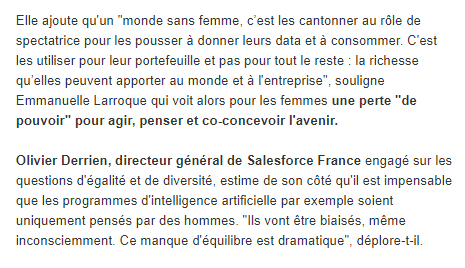 Elle ajoute qu'un "monde sans femme, c’est les cantonner au rôle de
spectatrice pour les pousser à donner leurs data et à consommer. C'est
les utiliser pour leur portefeuille et pas pour tout le reste : la richesse
qu’elles peuvent apporter au monde et à l'entreprise", souligne
Emmanuelle Larroque qui voit alors pour les femmes une perte "de
pouvoir" pour agir, penser et co-concevoir l'avenir.
Olivier Derrien, directeur général de Salesforce France engagé sur les
questions d'égalité et de diversité, estime de son côté qu'il est impensable
que les programmes d'intelligence artificielle par exemple soient
uniquement pensés par des hommes. "Ils vont être biaisés, même
inconsciemment. Ce manque d'équilibre est dramatique", déplore-t-il.